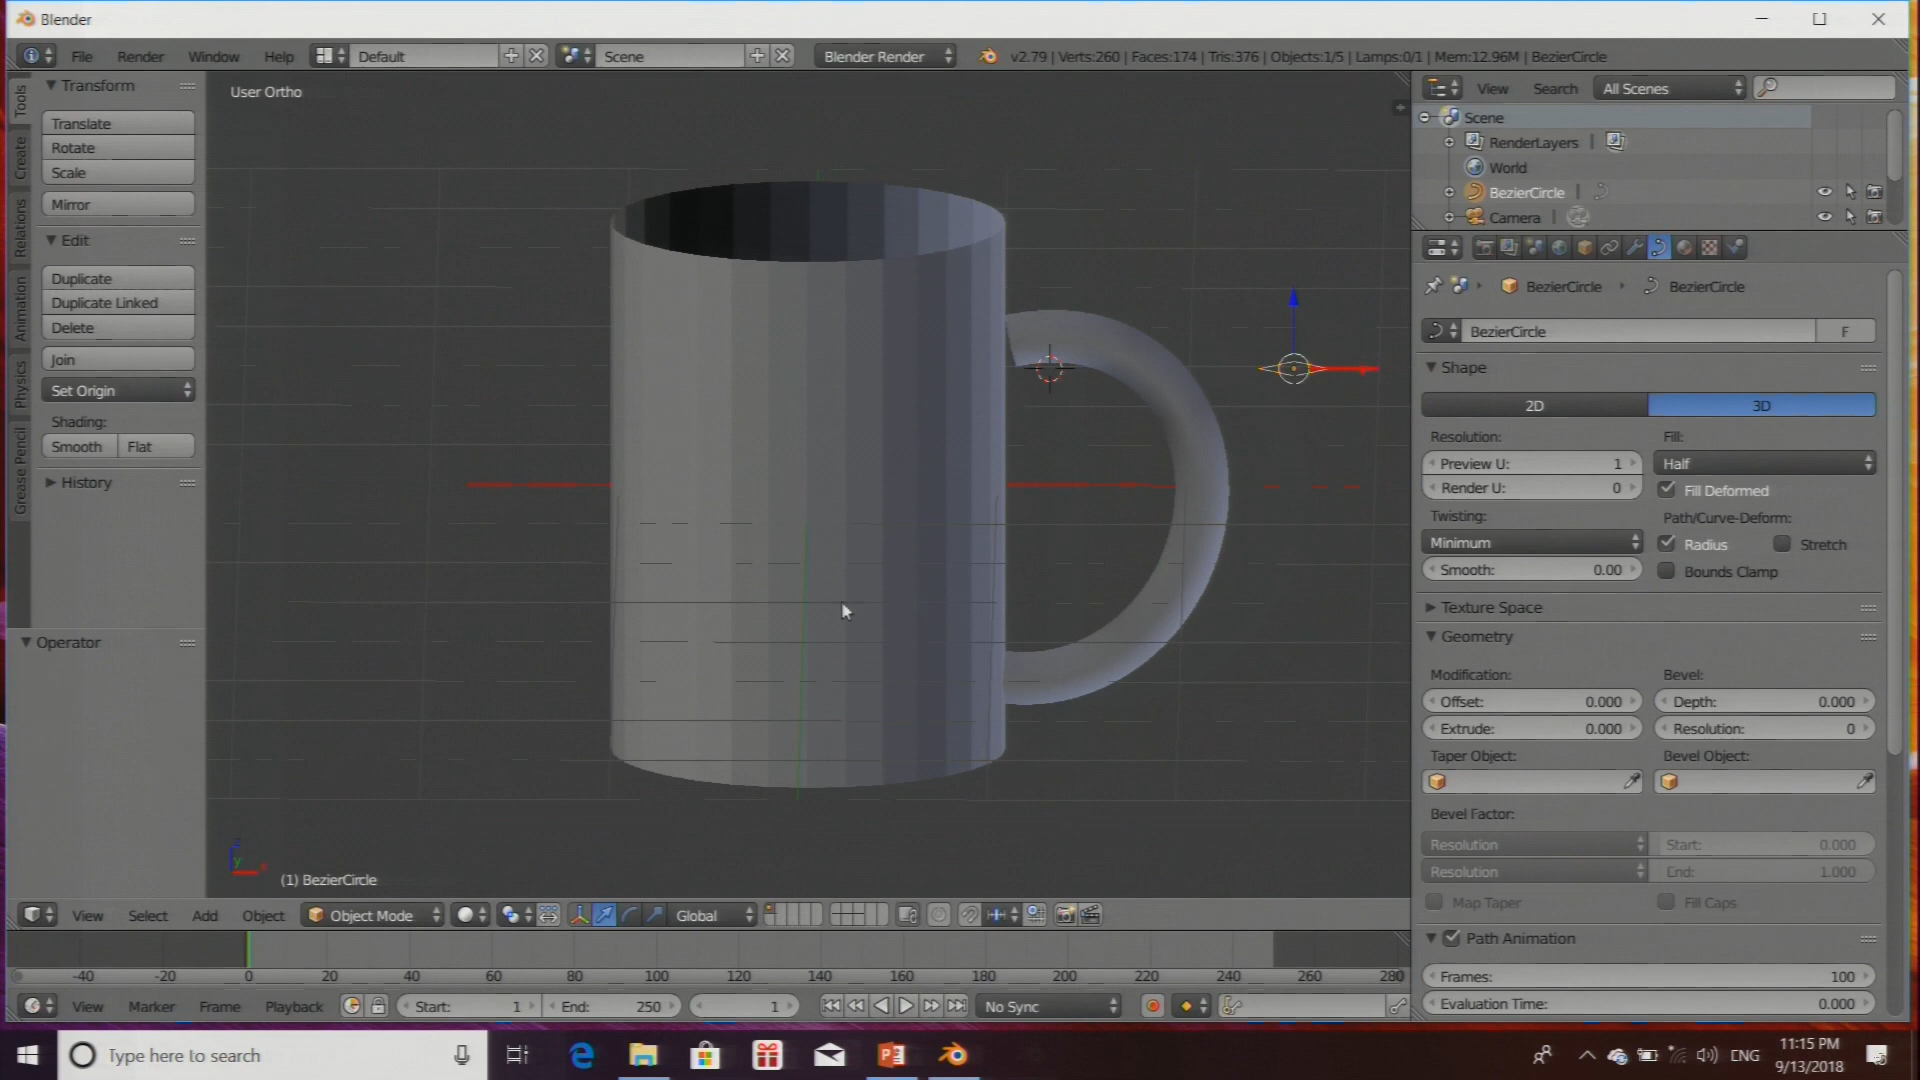 Blender
File Render Window Help Default Scene Blender Render v2.79 | Verts:260 | Faces:174 | Tris:376 | Objects:1/5 | Lamps:0/1 | Mem:12.96M | BezierCircle
Tools
Create
Relations
Animation
Physics
Grease Pencil
Transform
Translate
Rotate
Scale
Mirror
Edit
Duplicate
Duplicate Linked
Delete
Join
Set Origin
Shading:
Smooth Flat
History
Operator
User Ortho
z
y
x
(1) BezierCircle
View Search All Scenes
Scene
RenderLayers
World
BezierCircle
Camera
BezierCircle BezierCircle
BezierCircle F
Shape
2D 3D
Resolution: Fill:
Preview U: 1 Half
Render U: 0 Fill Deformed
Twisting: Path/Curve-Deform:
Minimum Radius Stretch
Smooth: 0.00 Bounds Clamp
Texture Space
Geometry
Modification: Bevel:
Offset: 0.000 Depth: 0.000
Extrude: 0.000 Resolution: 0
Taper Object: Bevel Object:
Bevel Factor:
Resolution Start: 0.000
Resolution End: 1.000
Map Taper Fill Caps
Path Animation
Frames: 100
Evaluation Time: 0.000
View Select Add Object Object Mode Global
-40 -20 0 20 40 60 80 100 120 140 160 180 200 220 240 260 280
View Marker Frame Playback Start: 1 End: 250 1 No Sync
Type here to search
ENG
11:15 PM
9/13/2018